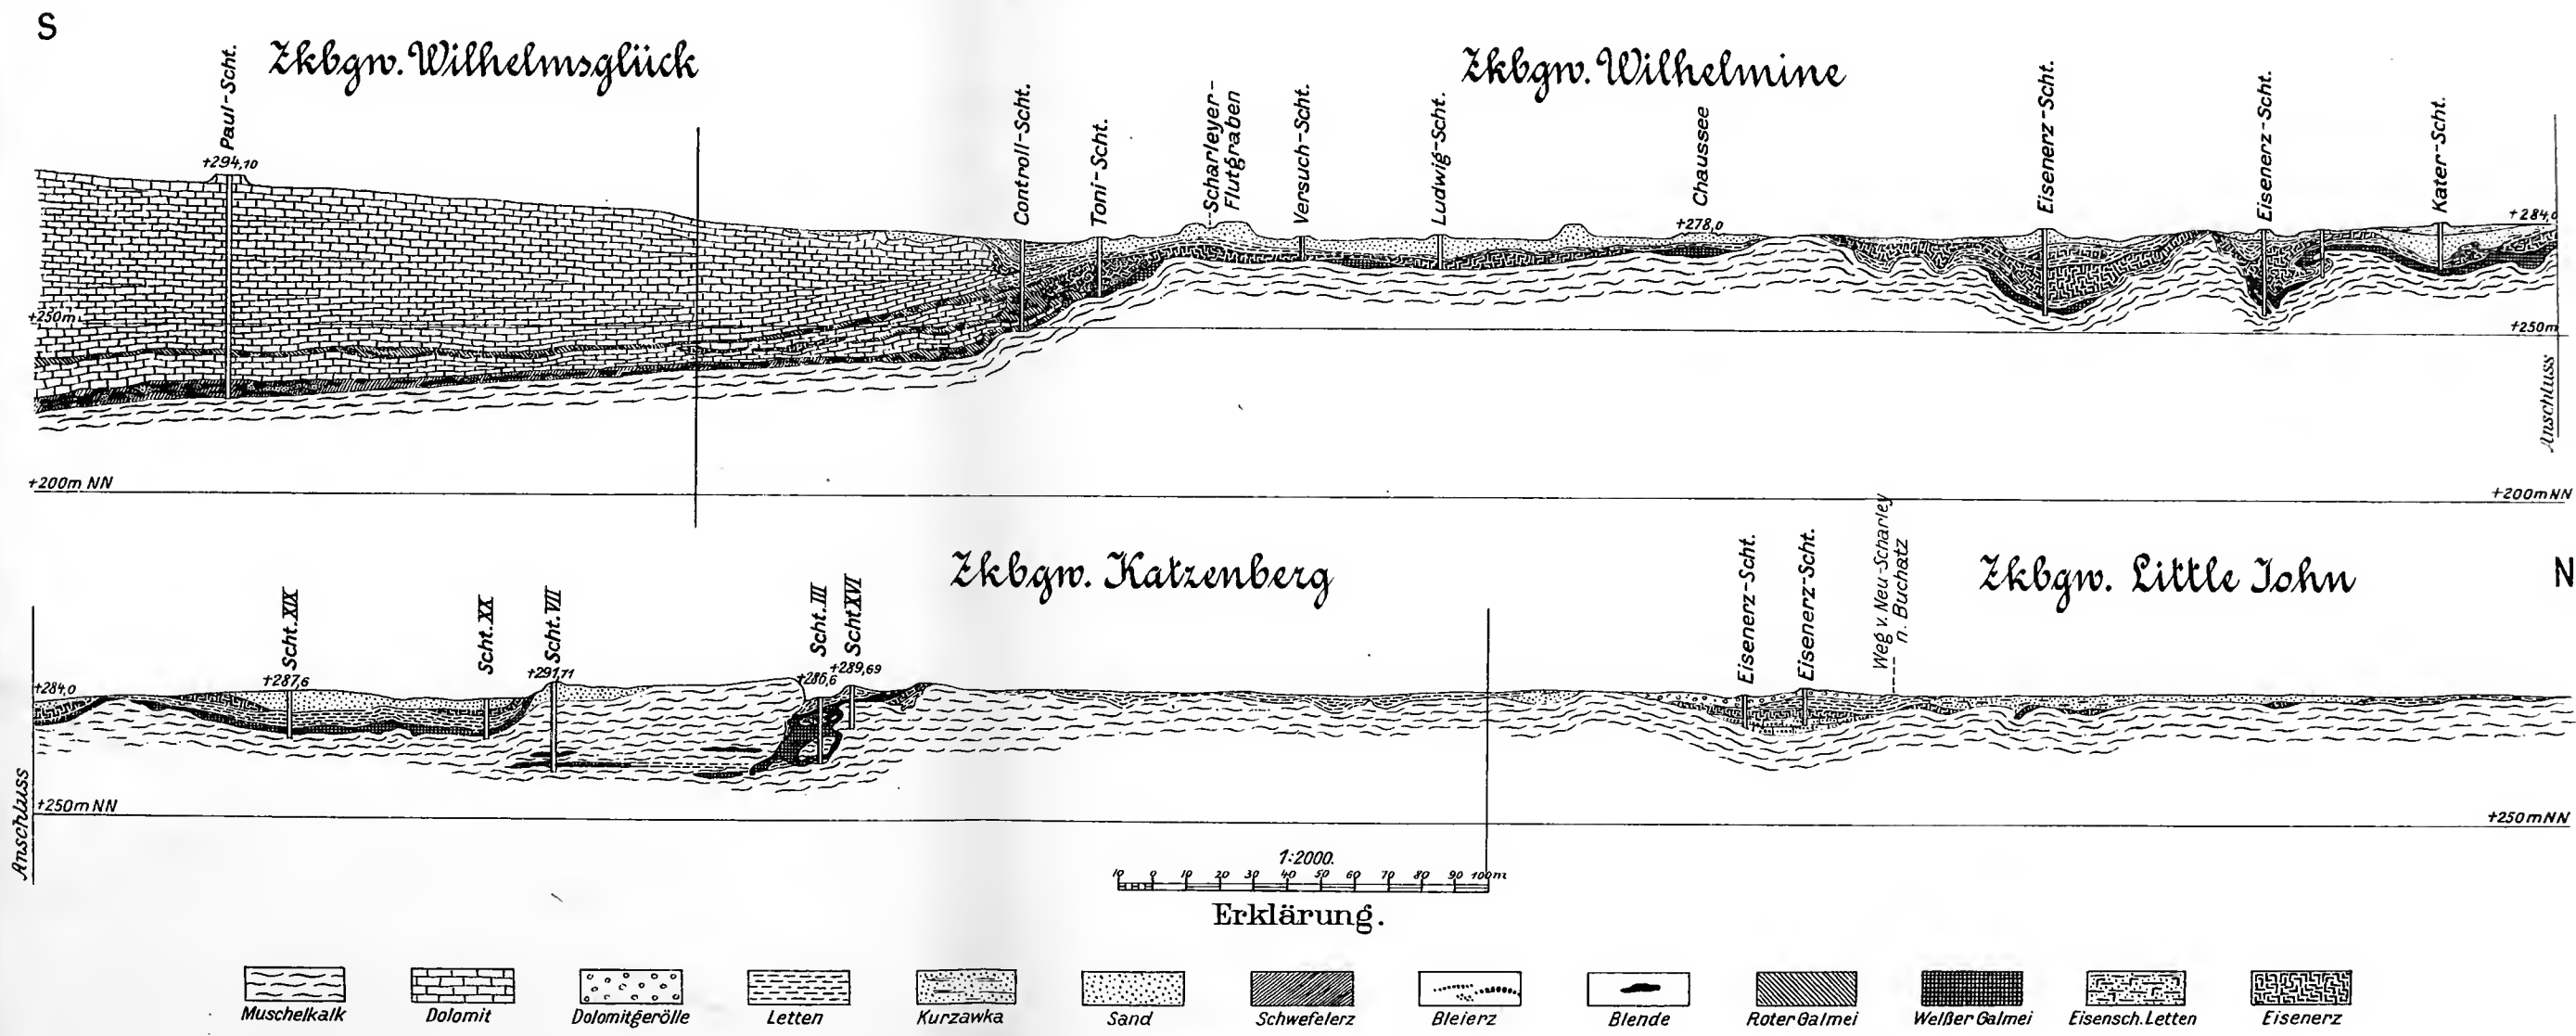 S
Zkbgw. Wilhelmsglück
Zkbgw. Wilhelmine
Paul-Scht.
+294,10
Controll-Scht.
Toni-Scht.
Scharleyer-
Flutgraben
Versuch-Scht.
Ludwig-Scht.
Chaussee
+278,0
Eisenerz-Scht.
Eisenerz-Scht.
Kater-Scht.
+284,0
+250m
+250m
Anschluss
+200m NN
+200m NN
Zkbgw. Katzenberg
Zkbgw. Little John
N
+284,0
Scht. XIX
+287,6
Scht. XX
Scht. VII
+291,71
Scht. III
+286,6
Scht XVI
+289,69
Eisenerz-Scht.
Eisenerz-Scht.
Weg v. Neu-Scharley
n. Buchatz
Anschluss
+250m NN
+250m NN
1:2000.
10 0 10 20 30 40 50 60 70 80 90 100m
Erklärung.
Muschelkalk Dolomit Dolomitgerölle Letten Kurzawka Sand Schwefelerz Bleierz Blende Roter Galmei Weißer Galmei Eisensch. Letten Eisenerz